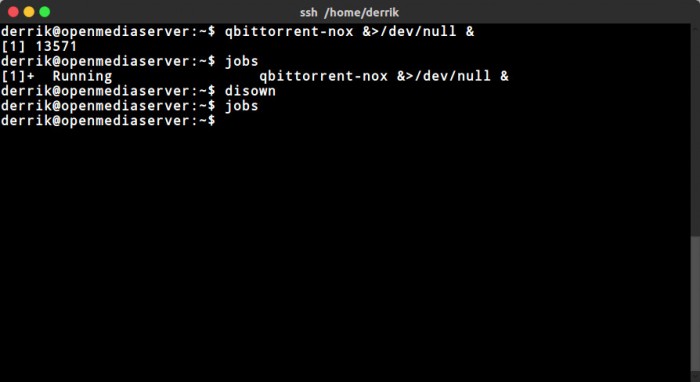 ssh /home/derrik
derrik@openmediaserver:~$ qbittorrent-nox &>/dev/null &
[1] 13571
derrik@openmediaserver:~$ jobs
[1]+  Running                 qbittorrent-nox &>/dev/null &
derrik@openmediaserver:~$ disown
derrik@openmediaserver:~$ jobs
derrik@openmediaserver:~$